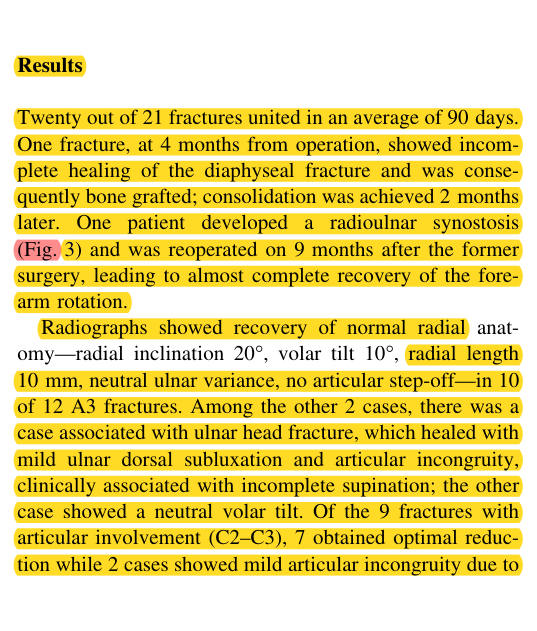 Results
Twenty out of 21 fractures united in an average of 90 days.
One fracture, at 4 months from operation, showed incom-
plete healing of the diaphyseal fracture and was conse-
quently bone grafted; consolidation was achieved 2 months
later. One patient developed a radioulnar synostosis
(Fig. 3) and was reoperated on 9 months after the former
surgery, leading to almost complete recovery of the fore-
arm rotation.
Radiographs showed recovery of normal radial anat-
omy—radial inclination 20°, volar tilt 10°, radial length
10 mm, neutral ulnar variance, no articular step-off—in 10
of 12 A3 fractures. Among the other 2 cases, there was a
case associated with ulnar head fracture, which healed with
mild ulnar dorsal subluxation and articular incongruity,
clinically associated with incomplete supination; the other
case showed a neutral volar tilt. Of the 9 fractures with
articular involvement (C2–C3), 7 obtained optimal reduc-
tion while 2 cases showed mild articular incongruity due to